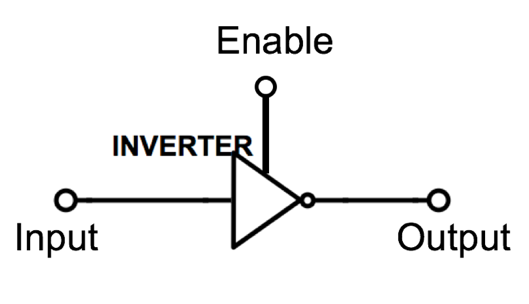 Enable
INVERTER
Input
Output